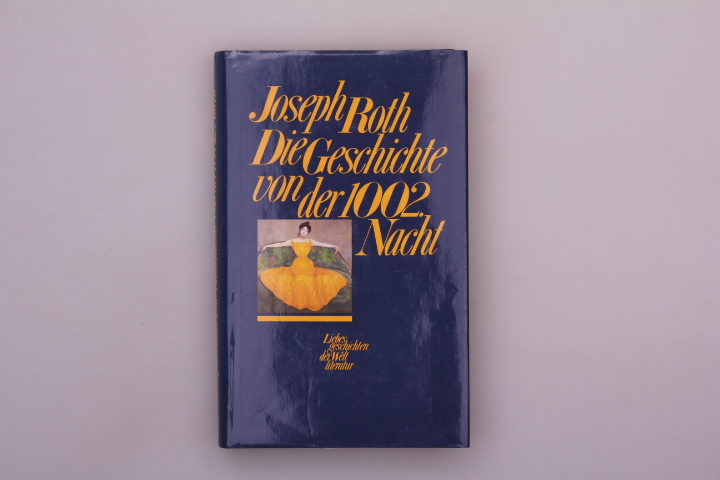 Joseph Roth
Die Geschichte
von der 1002.
Nacht
Liebes
geschichten
der Welt
literatur